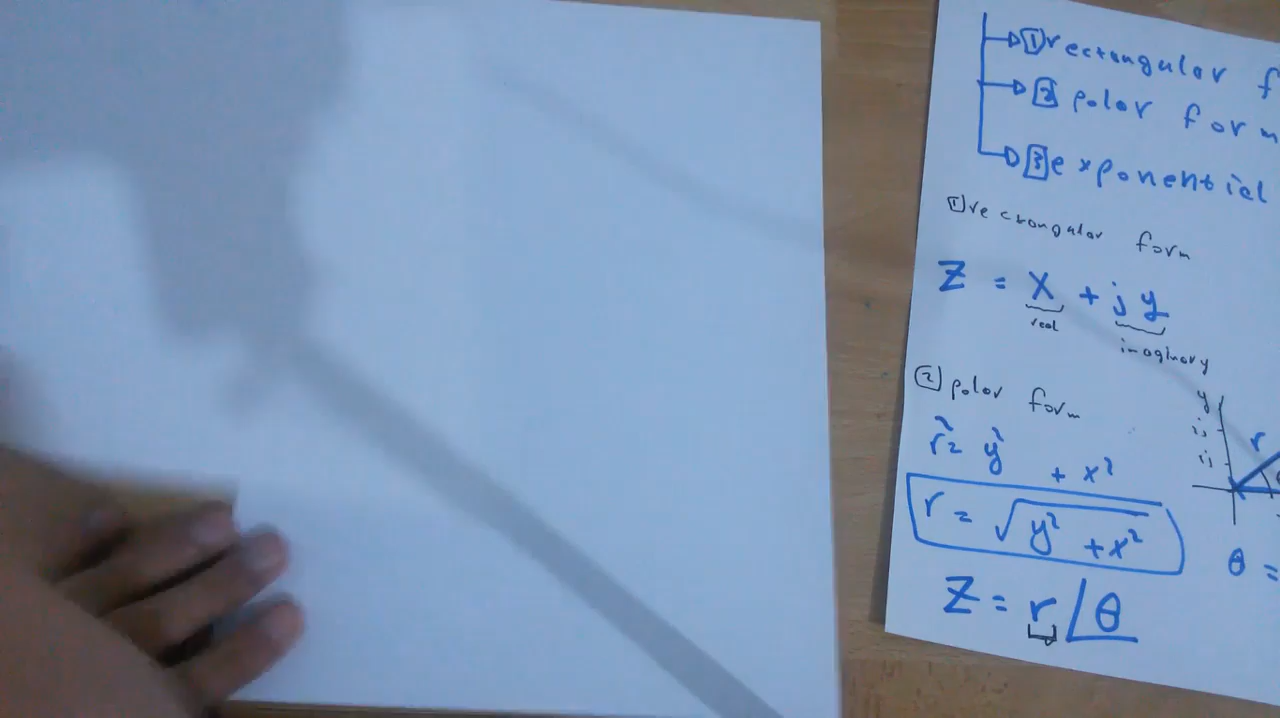 1 rectangular f
2 polar form
3 exponential
1 rectangular form
Z = x + jy
real
imaginary
2 polar form
r² = y² + x²
r = √y² + x²
Z = r∠θ
y
r
θ =